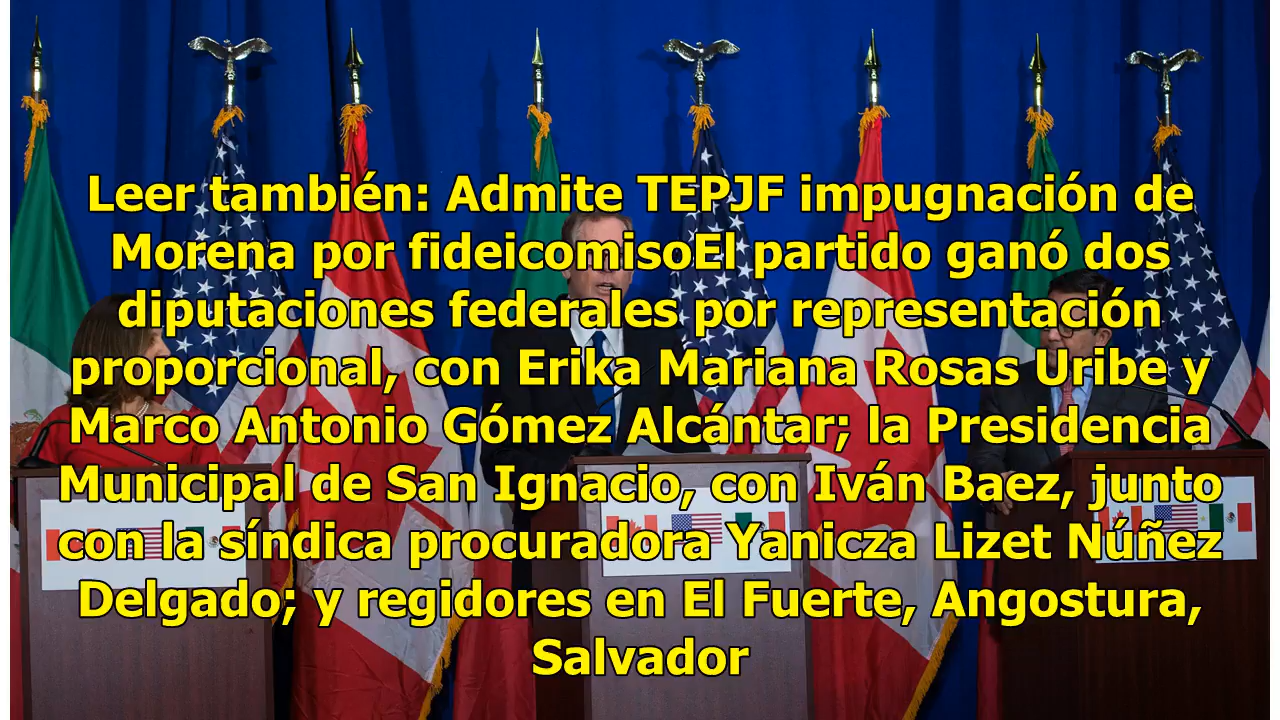 Leer también: Admite TEPJF impugnación de
Morena por fideicomisoEl partido ganó dos
diputaciones federales por representación
proporcional, con Erika Mariana Rosas Uribe y
Marco Antonio Gómez Alcántar; la Presidencia
Municipal de San Ignacio, con Iván Baez, junto
con la síndica procuradora Yanicza Lizet Núñez
Delgado; y regidores en El Fuerte, Angostura,
Salvador